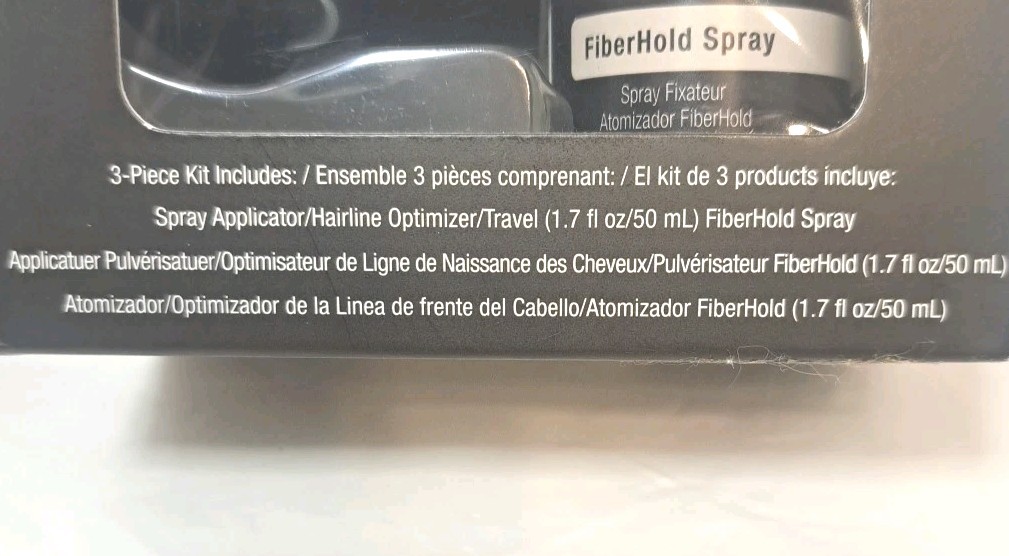 FiberHold Spray
Spray Fixateur
Atomizador FiberHold
3-Piece Kit Includes: / Ensemble 3 pièces comprenant: / El kit de 3 products incluye:
Spray Applicator/Hairline Optimizer/Travel (1.7 fl oz/50 mL) FiberHold Spray
Applicatuer Pulvérisatuer/Optimisateur de Ligne de Naissance des Cheveux/Pulvérisateur FiberHold (1.7 fl oz/50 mL)
Atomizador/Optimizador de la Linea de frente del Cabello/Atomizador FiberHold (1.7 fl oz/50 mL)